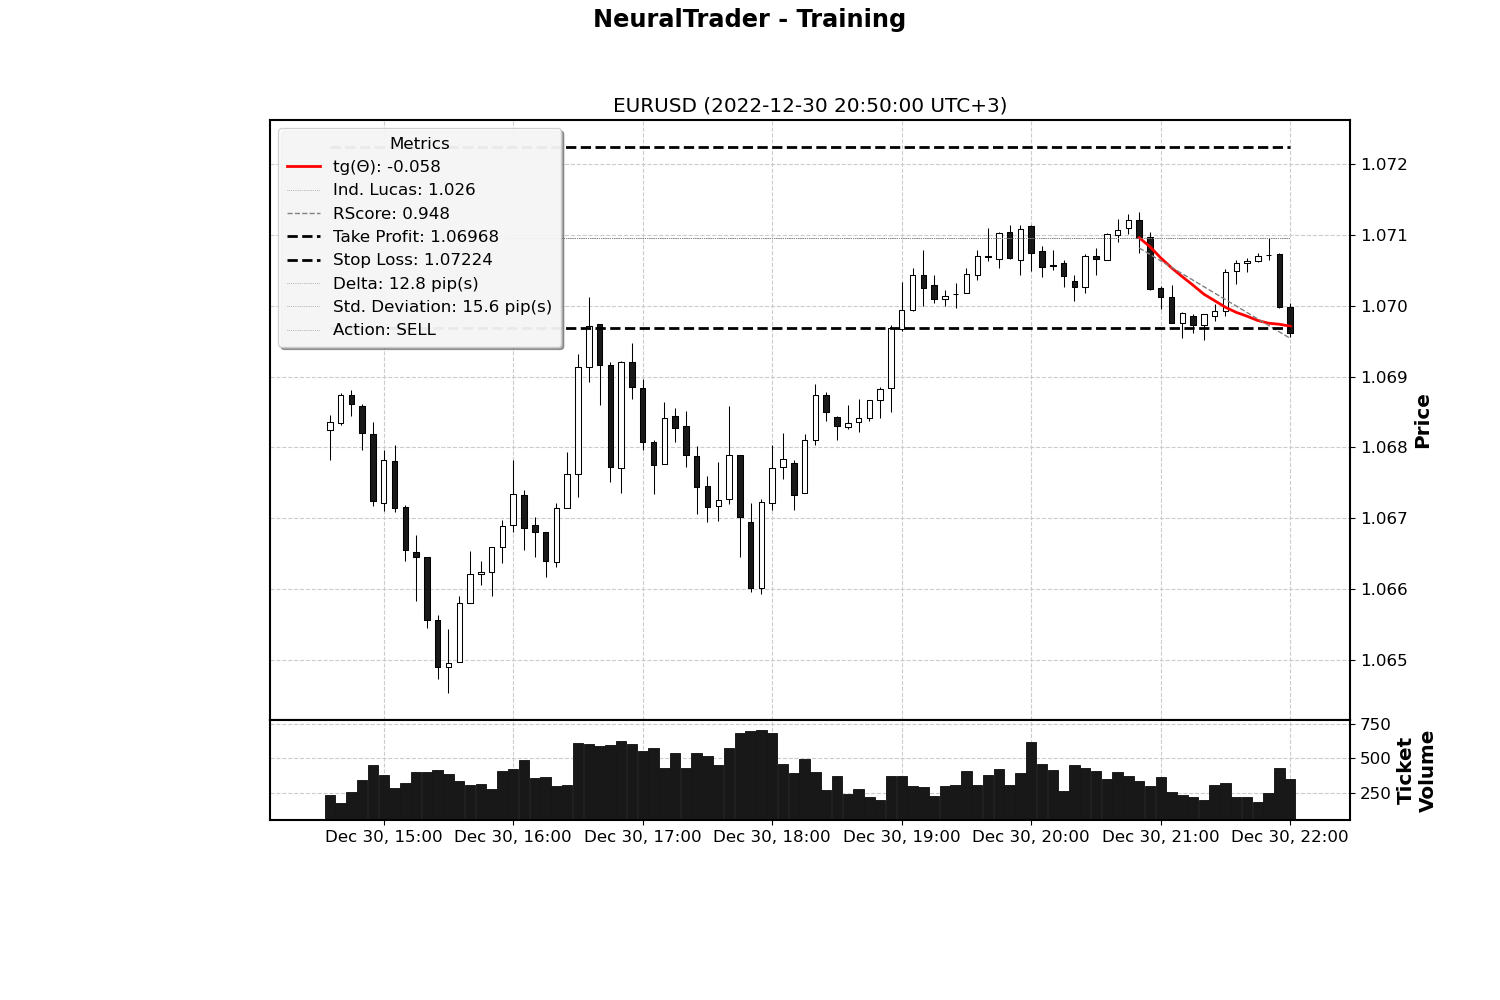 NeuralTrader - Training
EURUSD (2022-12-30 20:50:00 UTC+3)
Metrics
tg(Θ): -0.058
Ind. Lucas: 1.026
RScore: 0.948
Take Profit: 1.06968
Stop Loss: 1.07224
Delta: 12.8 pip(s)
Std. Deviation: 15.6 pip(s)
Action: SELL
1.072
1.071
1.070
1.069
1.068
1.067
1.066
1.065
Price
750
500
250
Ticket
Volume
Dec 30, 15:00
Dec 30, 16:00
Dec 30, 17:00
Dec 30, 18:00
Dec 30, 19:00
Dec 30, 20:00
Dec 30, 21:00
Dec 30, 22:00